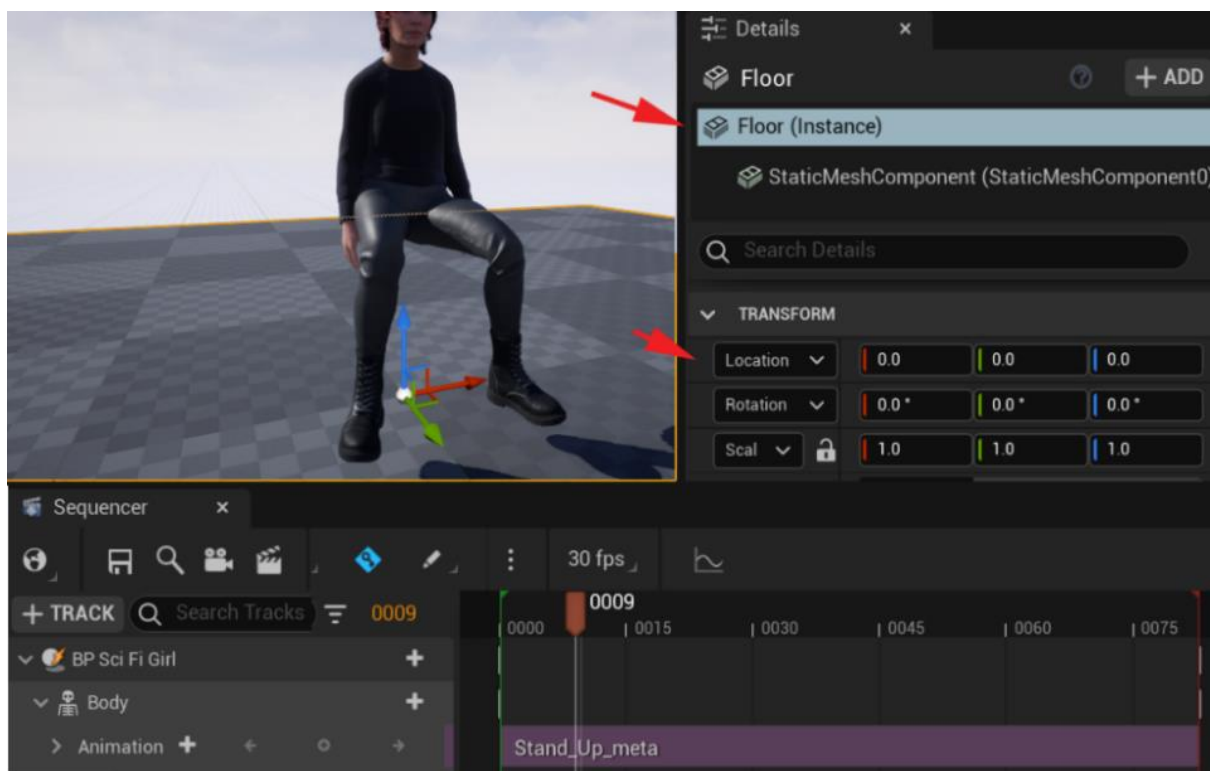 Details ×
Floor
+ ADD
Floor (Instance)
StaticMeshComponent (StaticMeshComponent0)
Search Details
TRANSFORM
Location 0.0 0.0 0.0
Rotation 0.0° 0.0° 0.0°
Scal 1.0 1.0 1.0
Sequencer ×
30 fps
+ TRACK Search Tracks 0009
0009
0000 0015 0030 0045 0060 0075
BP Sci Fi Girl +
Body +
Animation +
Stand_Up_meta